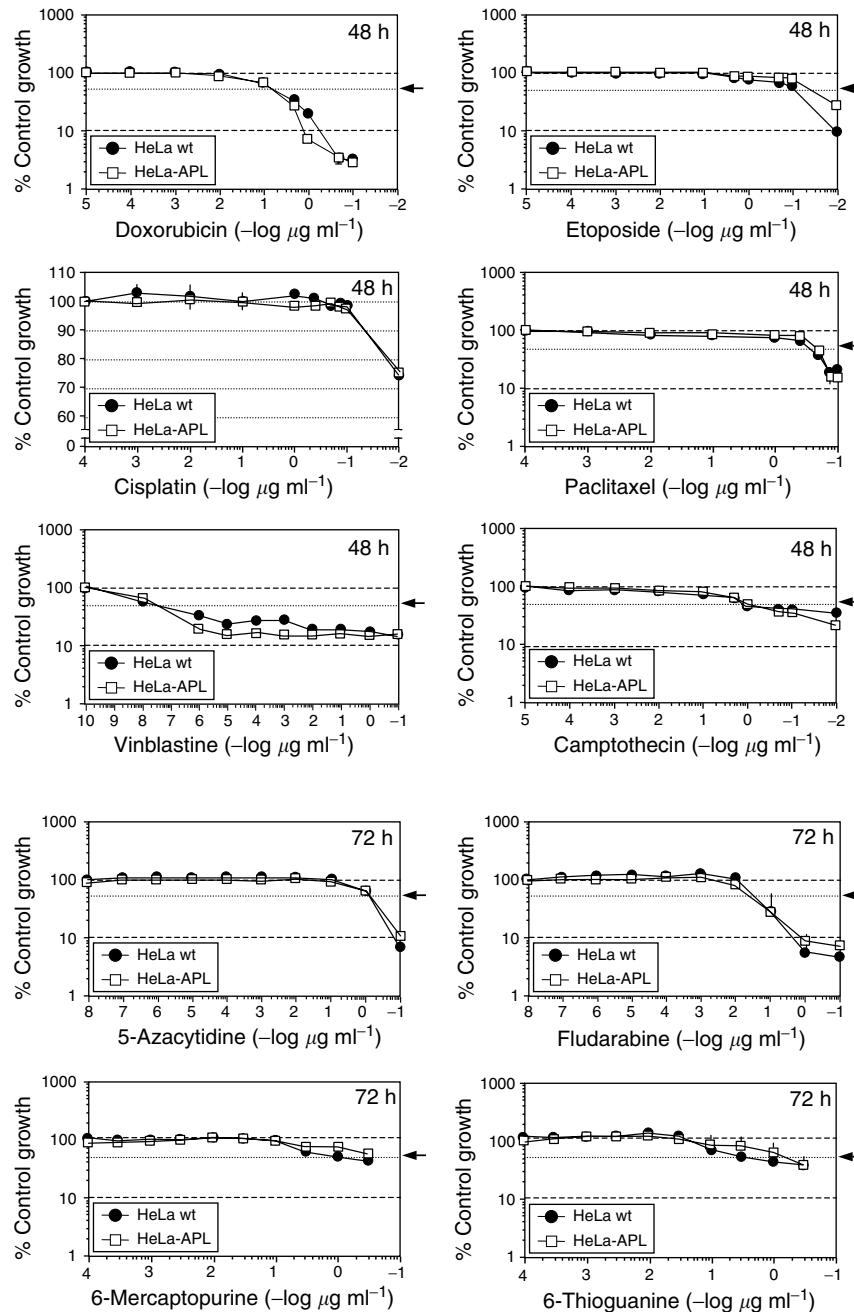 48 h
% Control growth
1000
100
10
1
HeLa wt
HeLa-APL
5 4 3 2 1 0 −1 −2
Doxorubicin (−log μg ml⁻¹)
48 h
% Control growth
1000
100
10
1
HeLa wt
HeLa-APL
5 4 3 2 1 0 −1 −2
Etoposide (−log μg ml⁻¹)
48 h
% Control growth
110
100
90
80
70
60
0
HeLa wt
HeLa-APL
4 3 2 1 0 −1 −2
Cisplatin (−log μg ml⁻¹)
48 h
% Control growth
1000
100
10
1
HeLa wt
HeLa-APL
4 3 2 1 0 −1
Paclitaxel (−log μg ml⁻¹)
48 h
% Control growth
1000
100
10
1
HeLa wt
HeLa-APL
10 9 8 7 6 5 4 3 2 1 0 −1
Vinblastine (−log μg ml⁻¹)
48 h
% Control growth
1000
100
10
1
HeLa wt
HeLa-APL
5 4 3 2 1 0 −1 −2
Camptothecin (−log μg ml⁻¹)
72 h
% Control growth
1000
100
10
1
HeLa wt
HeLa-APL
8 7 6 5 4 3 2 1 0 −1
5-Azacytidine (−log μg ml⁻¹)
72 h
% Control growth
1000
100
10
1
HeLa wt
HeLa-APL
8 7 6 5 4 3 2 1 0 −1
Fludarabine (−log μg ml⁻¹)
72 h
% Control growth
1000
100
10
1
HeLa wt
HeLa-APL
4 3 2 1 0 −1
6-Mercaptopurine (−log μg ml⁻¹)
72 h
% Control growth
1000
100
10
1
HeLa wt
HeLa-APL
4 3 2 1 0 −1
6-Thioguanine (−log μg ml⁻¹)